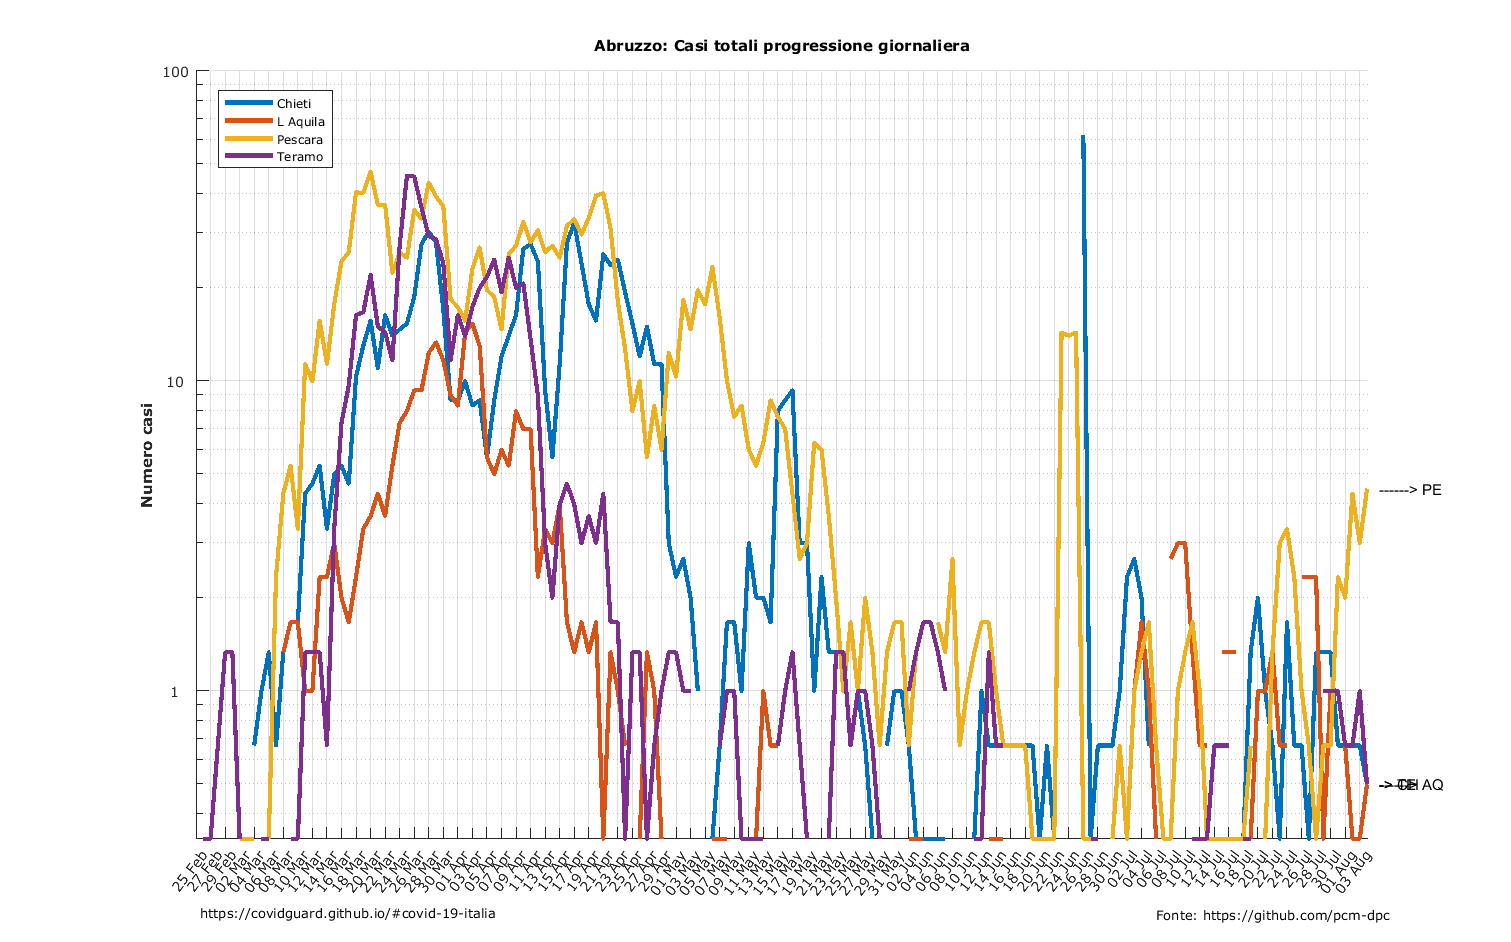 Abruzzo: Casi totali progressione giornaliera
100
10
1
Numero casi
Chieti
L Aquila
Pescara
Teramo
------> PE
AQ
25 Feb
27 Feb
29 Feb
02 Mar
04 Mar
06 Mar
08 Mar
10 Mar
12 Mar
14 Mar
16 Mar
18 Mar
20 Mar
22 Mar
24 Mar
26 Mar
28 Mar
30 Mar
01 Apr
03 Apr
05 Apr
07 Apr
09 Apr
11 Apr
13 Apr
15 Apr
17 Apr
19 Apr
21 Apr
23 Apr
25 Apr
27 Apr
29 Apr
01 May
03 May
05 May
07 May
09 May
11 May
13 May
15 May
17 May
19 May
21 May
23 May
25 May
27 May
29 May
31 May
02 Jun
04 Jun
06 Jun
08 Jun
10 Jun
12 Jun
14 Jun
16 Jun
18 Jun
20 Jun
22 Jun
24 Jun
26 Jun
28 Jun
30 Jun
02 Jul
04 Jul
06 Jul
08 Jul
10 Jul
12 Jul
14 Jul
16 Jul
18 Jul
20 Jul
22 Jul
24 Jul
26 Jul
28 Jul
30 Jul
01 Aug
03 Aug
https://covidguard.github.io/#covid-19-italia
Fonte: https://github.com/pcm-dpc